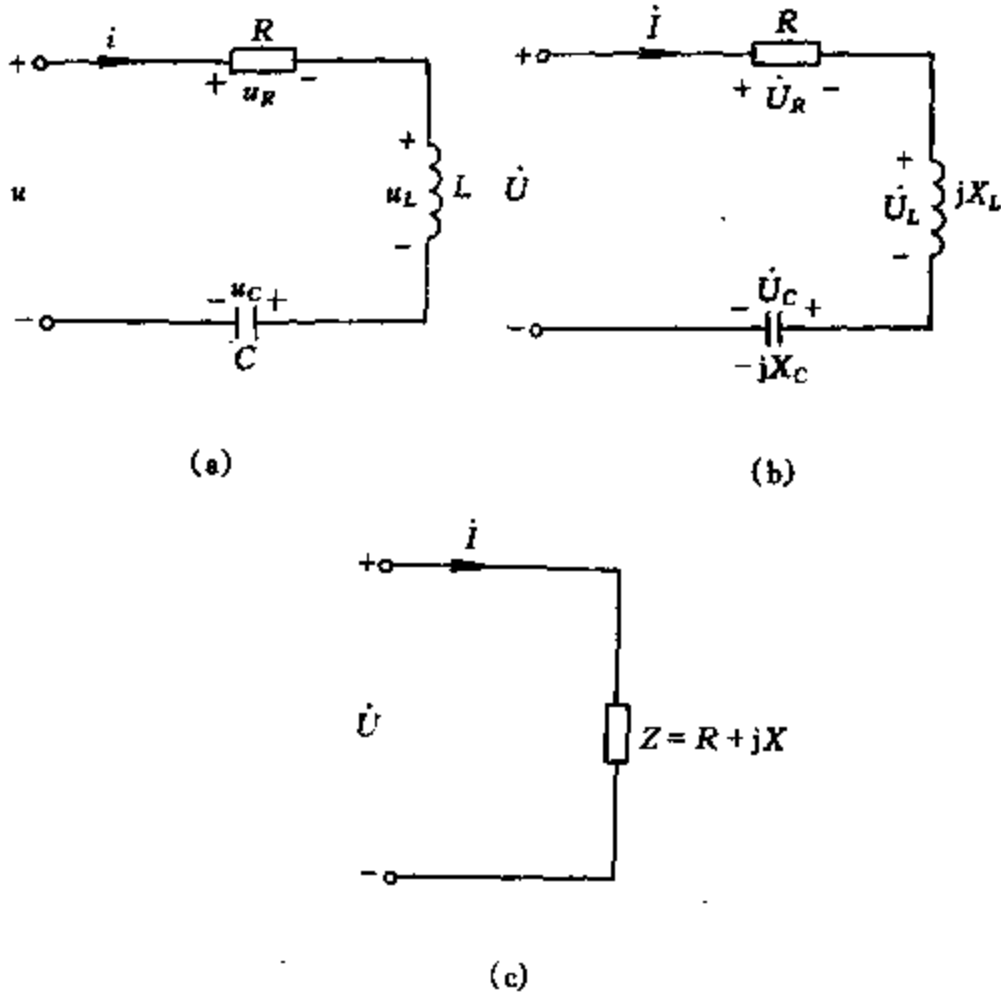 i R
+ −
+ u_R −
u
+
u_L L
−
− u_C +
−
C
(a)
İ R
+
+ U̇_R −
U̇
+
U̇_L jX_L
−
− U̇_C +
−
−jX_C
(b)
İ
+
U̇
Z = R + jX
−
(c)